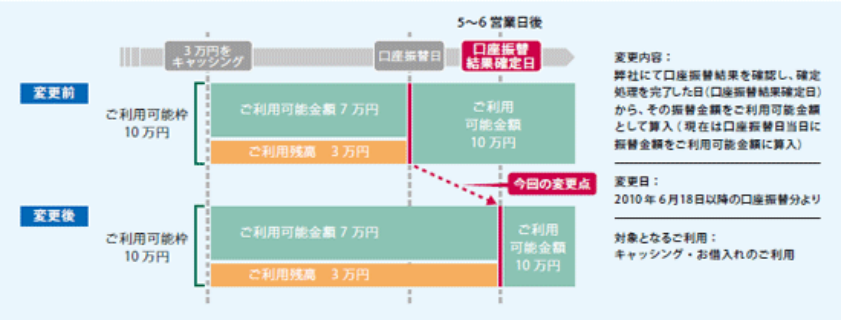 5～6 営業日後
3万円を
キャッシング
口座振替日
口座振替
結果確定日
変更前
ご利用可能枠
10万円
ご利用可能金額 7 万円
ご利用残高 3 万円
ご利用
可能金額
10万円
今回の変更点
変更後
ご利用可能枠
10万円
ご利用可能金額 7 万円
ご利用残高 3 万円
ご利用
可能金額
10万円
変更内容：
弊社にて口座振替結果を確認し、確定
処理を完了した日（口座振替結果確定日）
から、その振替金額をご利用可能金額
として算入（現在は口座振替日当日に
振替金額をご利用可能金額に算入）
変更日：
2010 年 6月18日以降の口座振替分より
対象となるご利用：
キャッシング・お借入れのご利用